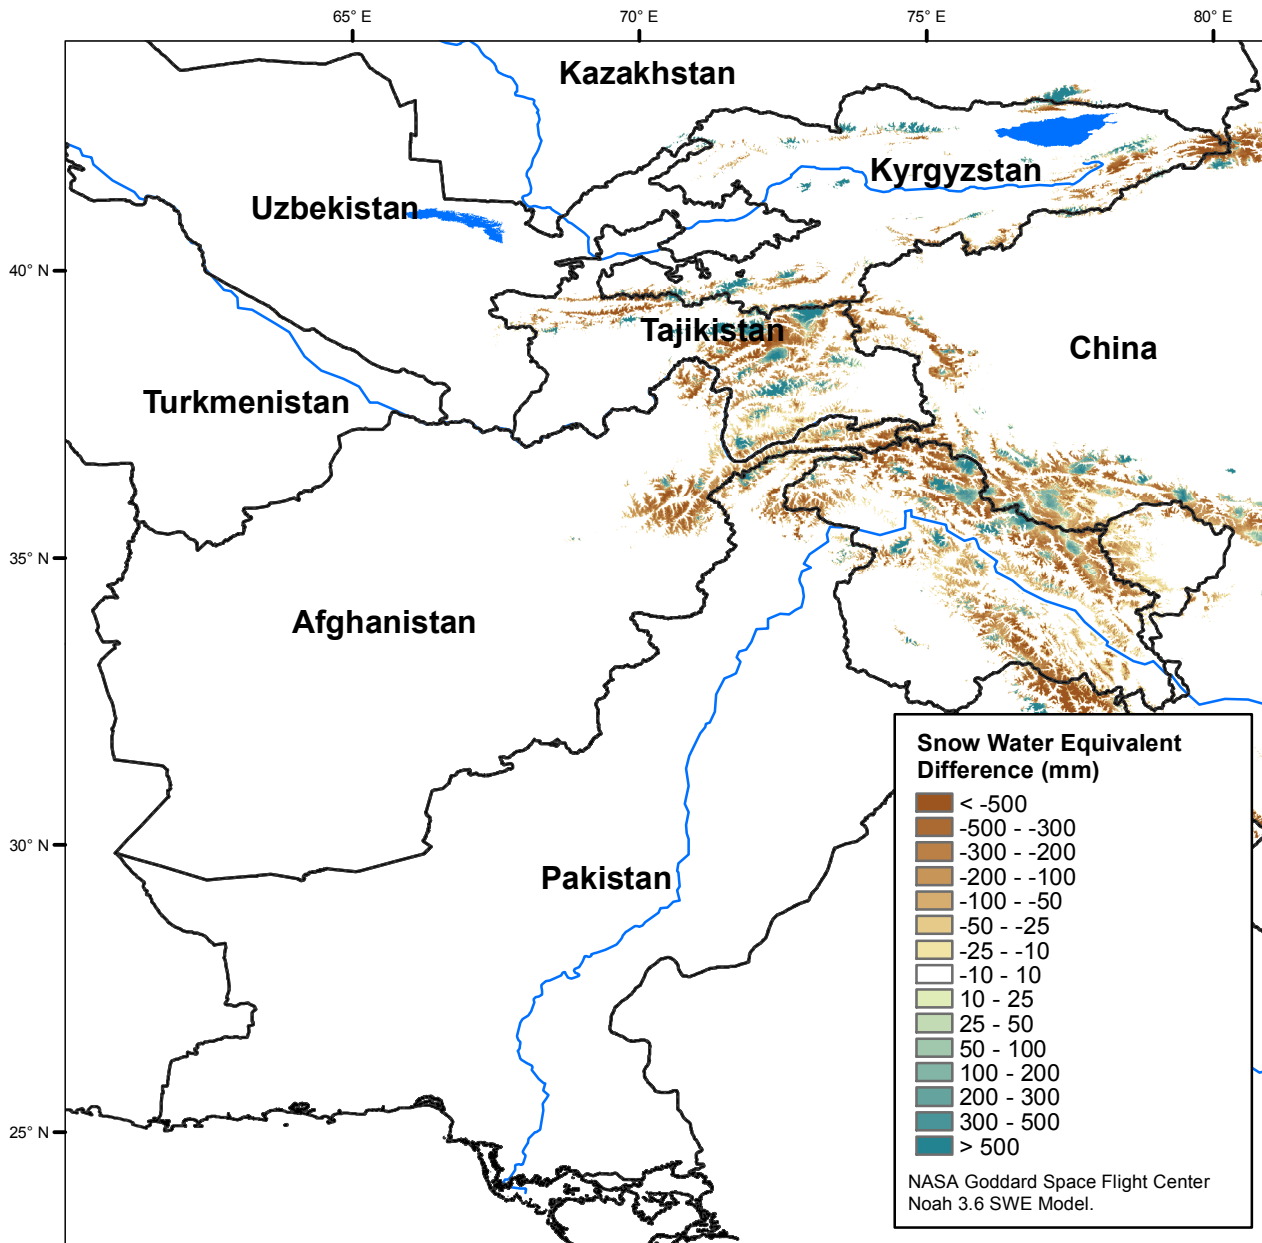 65° E
70° E
75° E
80° E
Kazakhstan
Kyrgyzstan
Uzbekistan
40° N
Tajikistan
China
Turkmenistan
35° N
Afghanistan
Snow Water Equivalent
Difference (mm)
< -500
-500 - -300
-300 - -200
-200 - -100
-100 - -50
-50 - -25
-25 - -10
-10 - 10
10 - 25
25 - 50
50 - 100
100 - 200
200 - 300
300 - 500
> 500
NASA Goddard Space Flight Center
Noah 3.6 SWE Model.
30° N
Pakistan
25° N